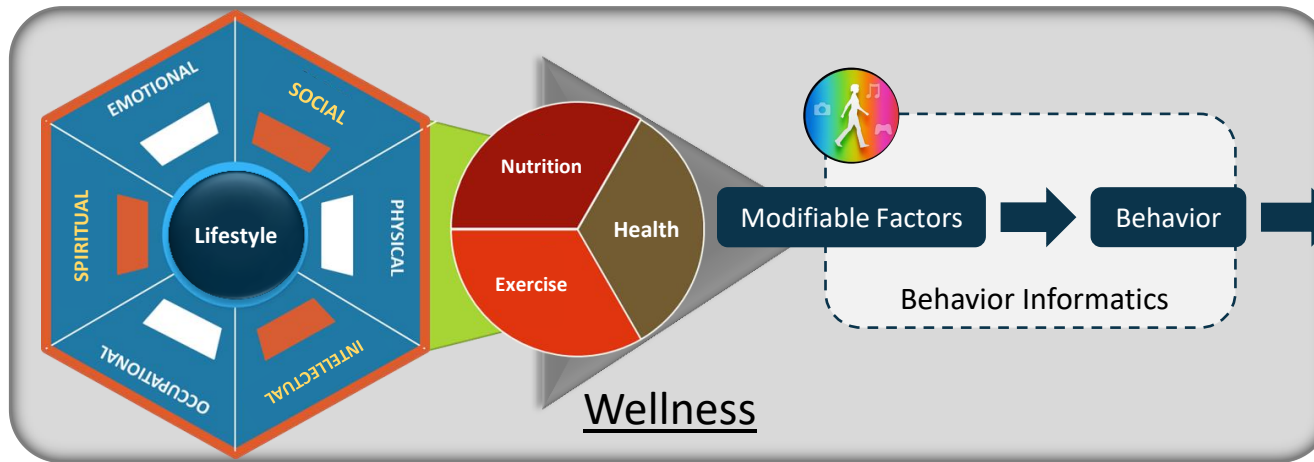 EMOTIONAL
SOCIAL
SPIRITUAL
Lifestyle
PHYSICAL
OCCUPATIONAL
INTELLECTUAL
Nutrition
Health
Exercise
Modifiable Factors
Behavior
Behavior Informatics
Wellness